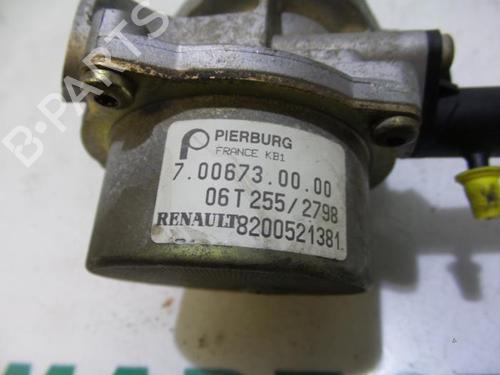 B-PARTS
PIERBURG
FRANCE KB1
7.00673.00.00
06T255/2798
RENAULT 8200521381